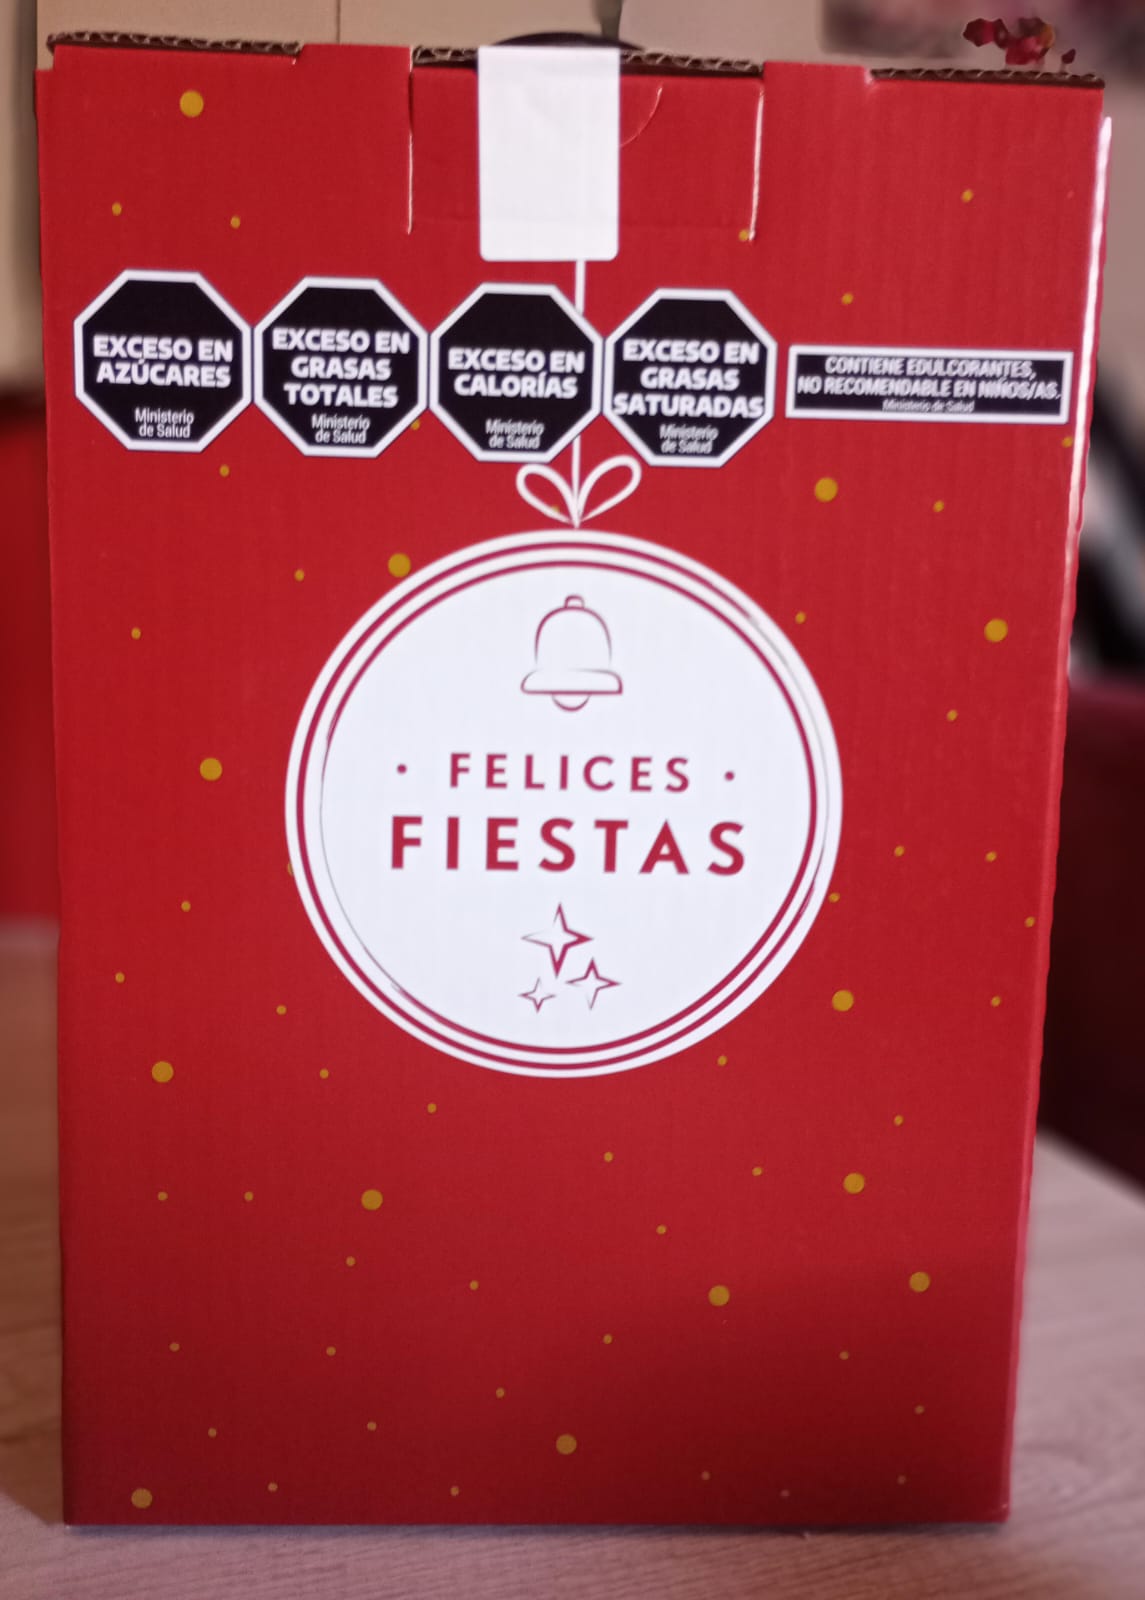 EXCESO EN
AZÚCARES
Ministerio
de Salud
EXCESO EN
GRASAS
TOTALES
Ministerio
de Salud
EXCESO EN
CALORÍAS
Ministerio
de Salud
EXCESO EN
GRASAS
SATURADAS
Ministerio
de Salud
CONTIENE EDULCORANTES,
NO RECOMENDABLE EN NIÑOS/AS.
Ministerio de Salud
· FELICES ·
FIESTAS